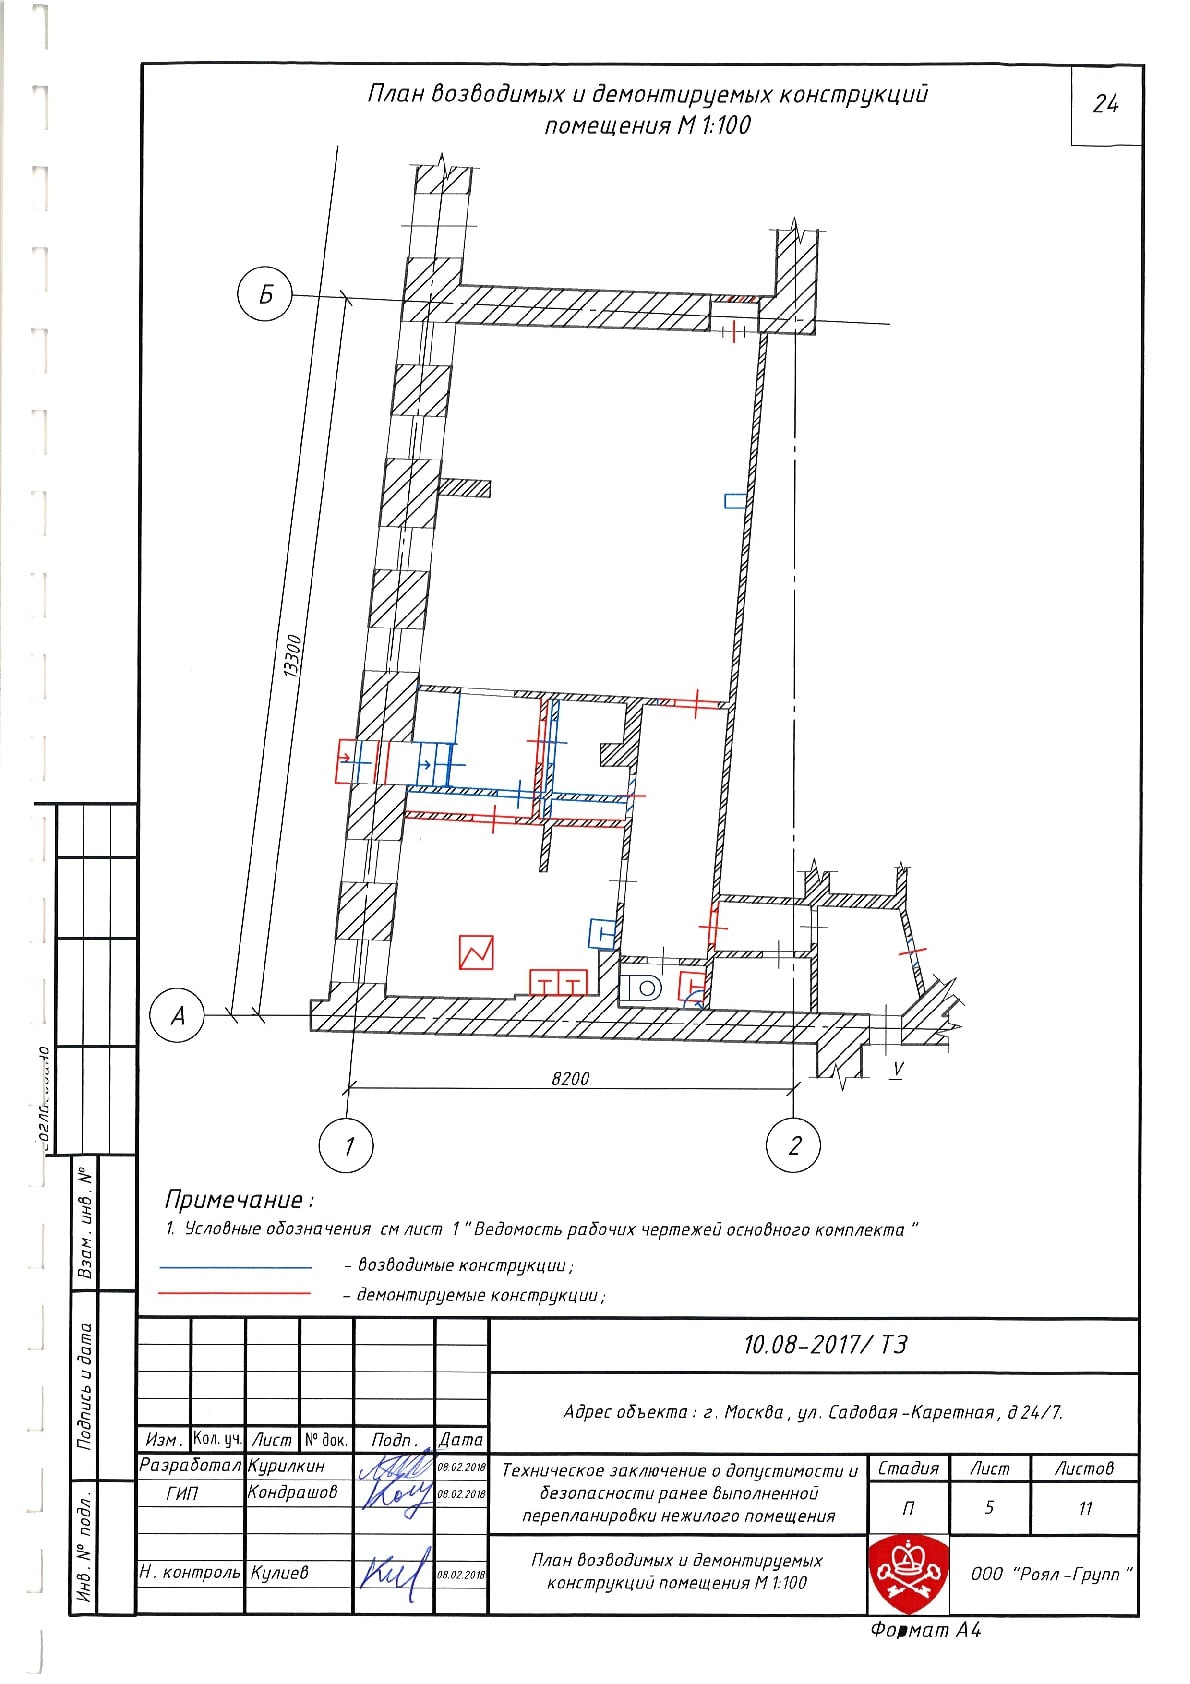 План возводимых и демонтируемых конструкций
помещения М 1:100
24
Б
13300
А
8200
V
1
2
Примечание :
1. Условные обозначения см лист 1 " Ведомость рабочих чертежей основного комплекта "
- возводимые конструкции ;
- демонтируемые конструкции ;
Взам. инв. №
Подпись и дата
Инв. № подл.
10.08-2017/ ТЗ
Адрес объекта : г. Москва , ул. Садовая -Каретная , д 24/7.
Изм. Кол. уч. Лист № док. Подп. Дата
Разработал Курилкин 09.02.2018
ГИП Кондрашов 09.02.2018
Н. контроль Кулиев 09.02.2018
Техническое заключение о допустимости и
безопасности ранее выполненной
перепланировки нежилого помещения
Стадия Лист Листов
П 5 11
План возводимых и демонтируемых
конструкций помещения М 1:100
ООО "Роял -Групп "
Формат А4